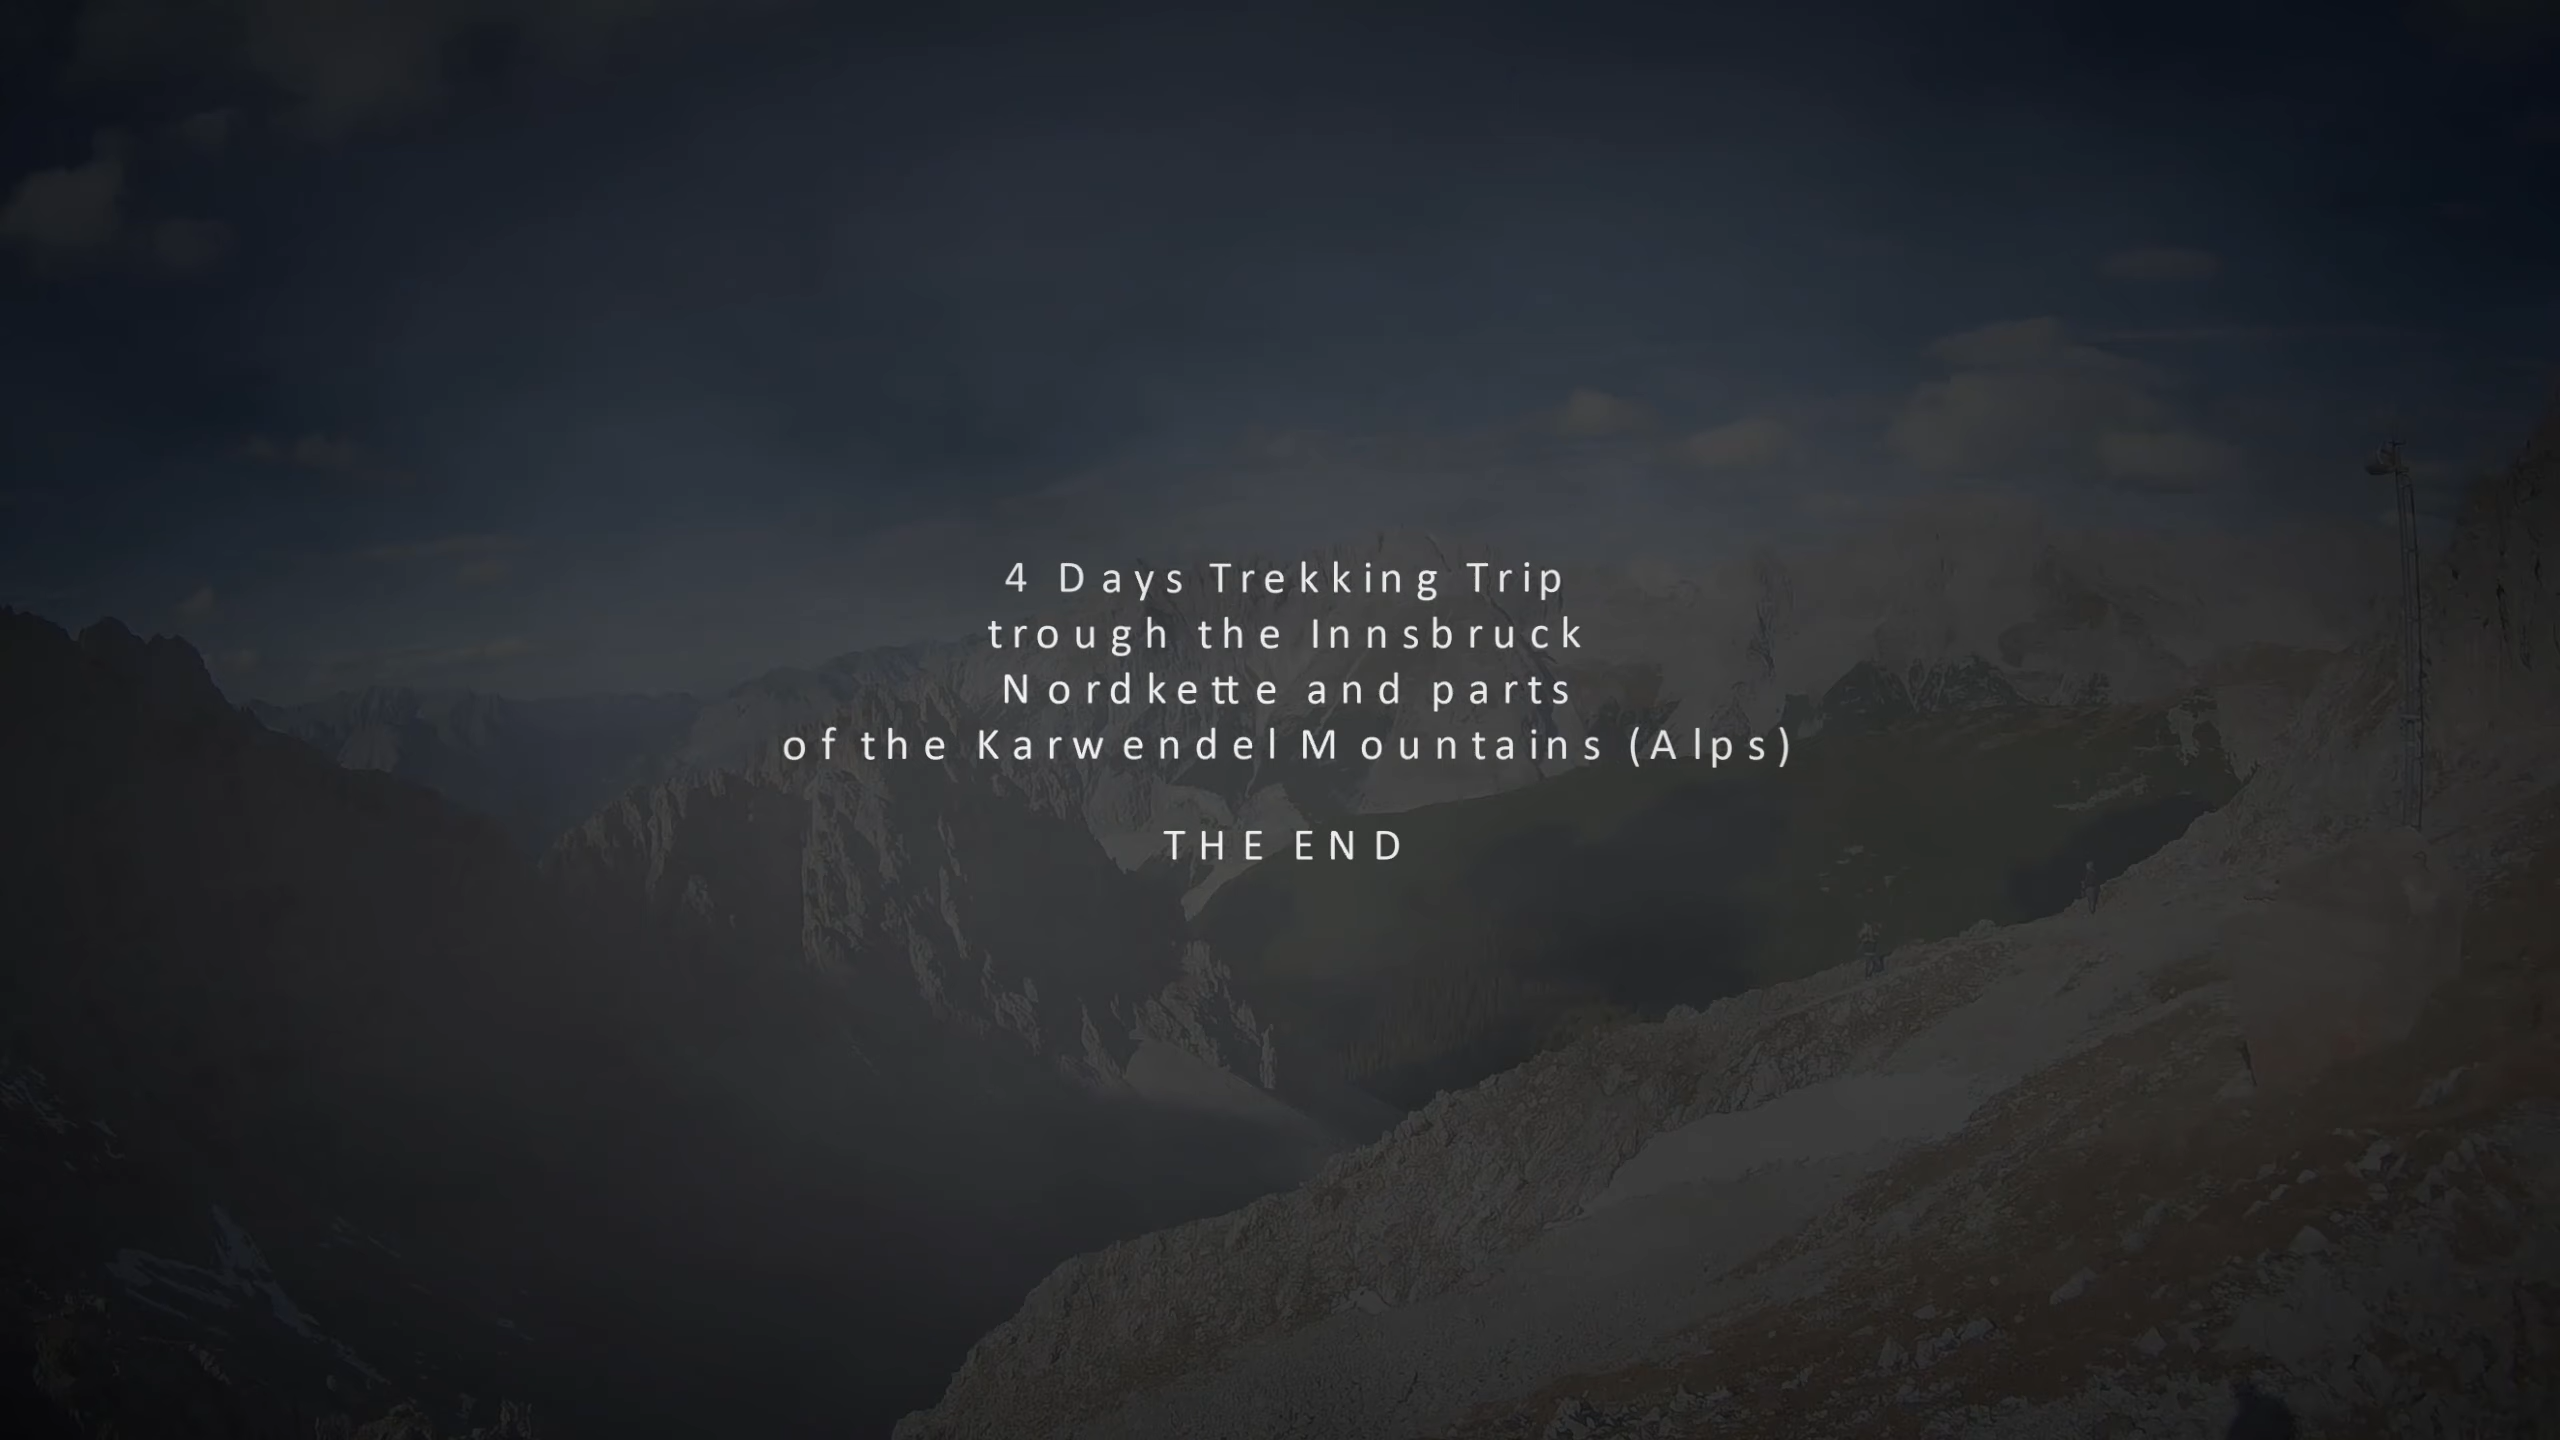 4 Days Trekking Trip
trough the Innsbruck
Nordkette and parts
of the Karwendel Mountains (Alps)
THE END